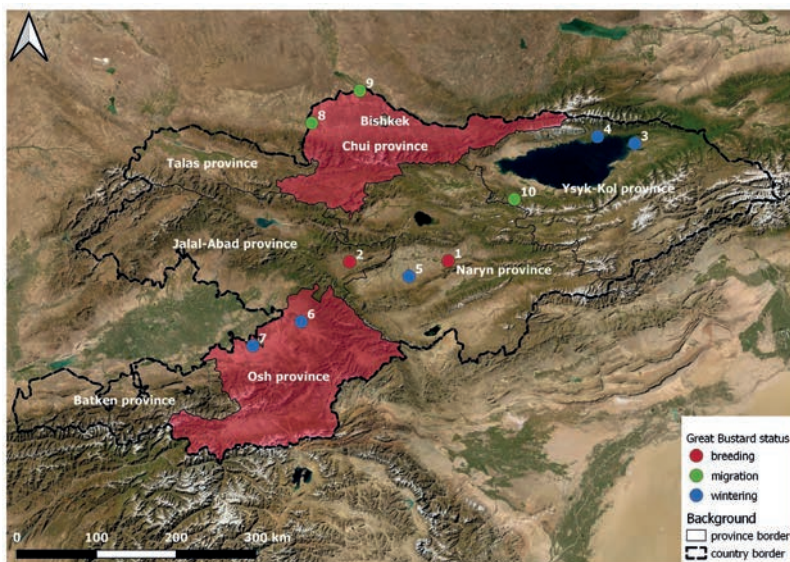 9
8
Bishkek
Chui province
4
3
Talas province
Ysyk-Kol province
10
Jalal-Abad province
2
1
5
Naryn province
6
7
Osh province
Batken province
Great Bustard status
breeding
migration
wintering
Background
province border
country border
0 100 200 300 km